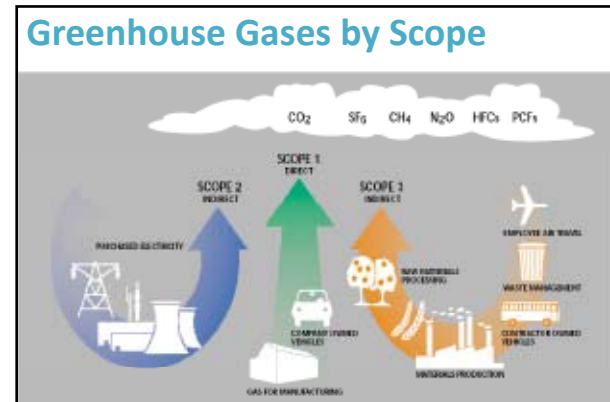 Greenhouse Gases by Scope
CO2 SF6 CH4 N2O HFCs PCFs
SCOPE 1
DIRECT
SCOPE 2
INDIRECT
SCOPE 3
INDIRECT
PURCHASED ELECTRICITY
EMPLOYEE AIR TRAVEL
RAW MATERIALS
PROCESSING
WASTE MANAGEMENT
COMPANY OWNED
VEHICLES
CONTRACTOR OWNED
VEHICLES
MATERIALS PRODUCTION
GAS FOR MANUFACTURING